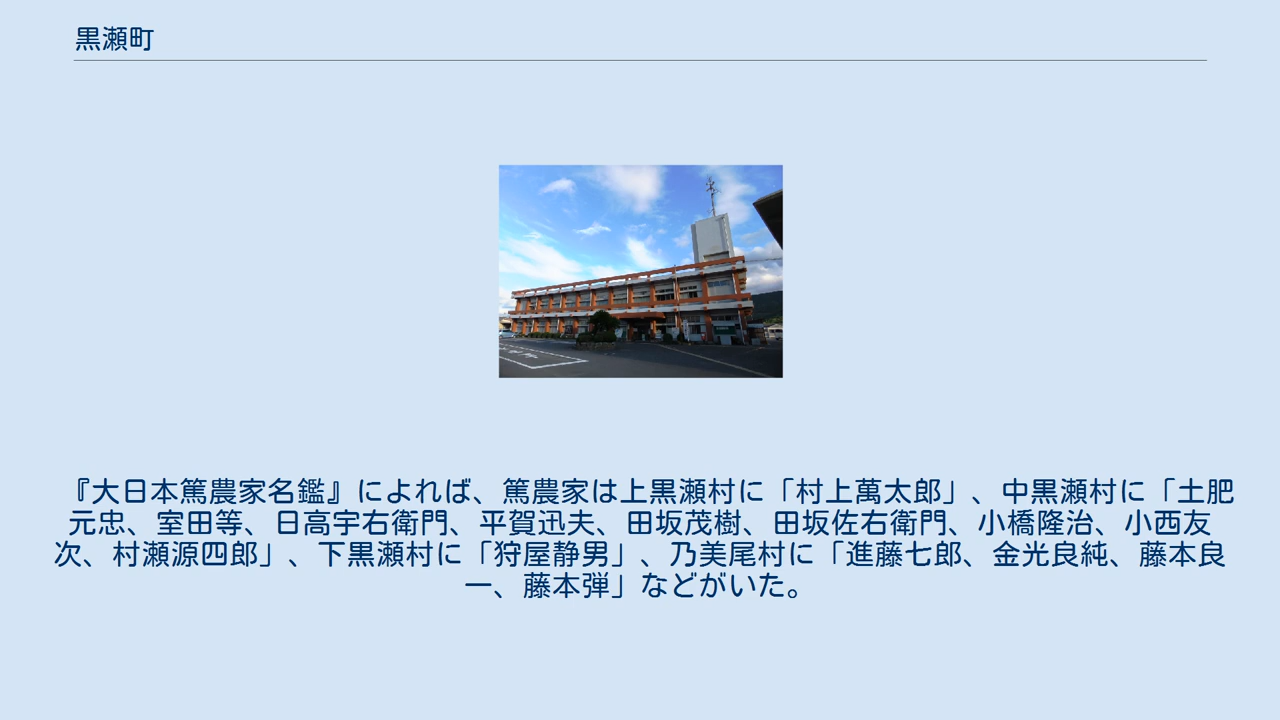 黒瀬町
『大日本篤農家名鑑』によれば、篤農家は上黒瀬村に「村上萬太郎」、中黒瀬村に「土肥
元忠、室田等、日高宇右衛門、平賀迅夫、田坂茂樹、田坂佐右衛門、小橋隆治、小西友
次、村瀬源四郎」、下黒瀬村に「狩屋静男」、乃美尾村に「進藤七郎、金光良純、藤本良
一、藤本弾」などがいた。